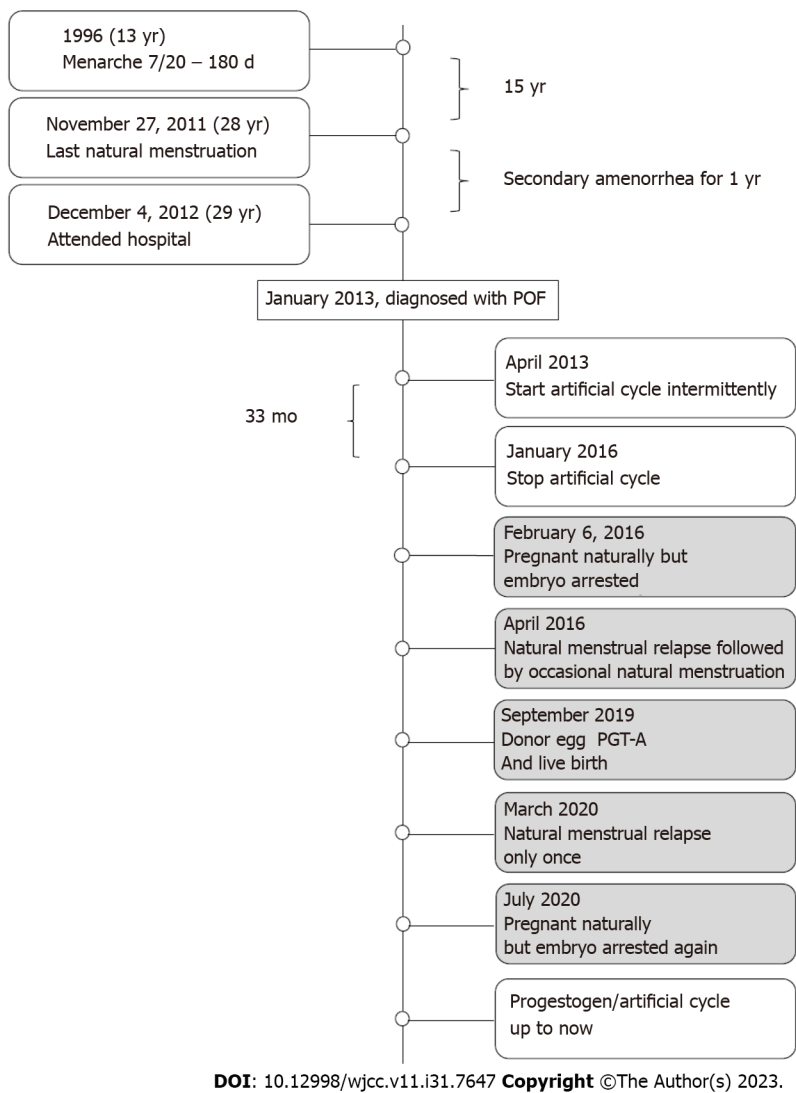 1996 (13 yr)
Menarche 7/20 – 180 d
15 yr
November 27, 2011 (28 yr)
Last natural menstruation
Secondary amenorrhea for 1 yr
December 4, 2012 (29 yr)
Attended hospital
January 2013, diagnosed with POF
April 2013
Start artificial cycle intermittently
33 mo
January 2016
Stop artificial cycle
February 6, 2016
Pregnant naturally but
embryo arrested
April 2016
Natural menstrual relapse followed
by occasional natural menstruation
September 2019
Donor egg PGT-A
And live birth
March 2020
Natural menstrual relapse
only once
July 2020
Pregnant naturally
but embryo arrested again
Progestogen/artificial cycle
up to now
DOI: 10.12998/wjcc.v11.i31.7647 Copyright ©The Author(s) 2023.